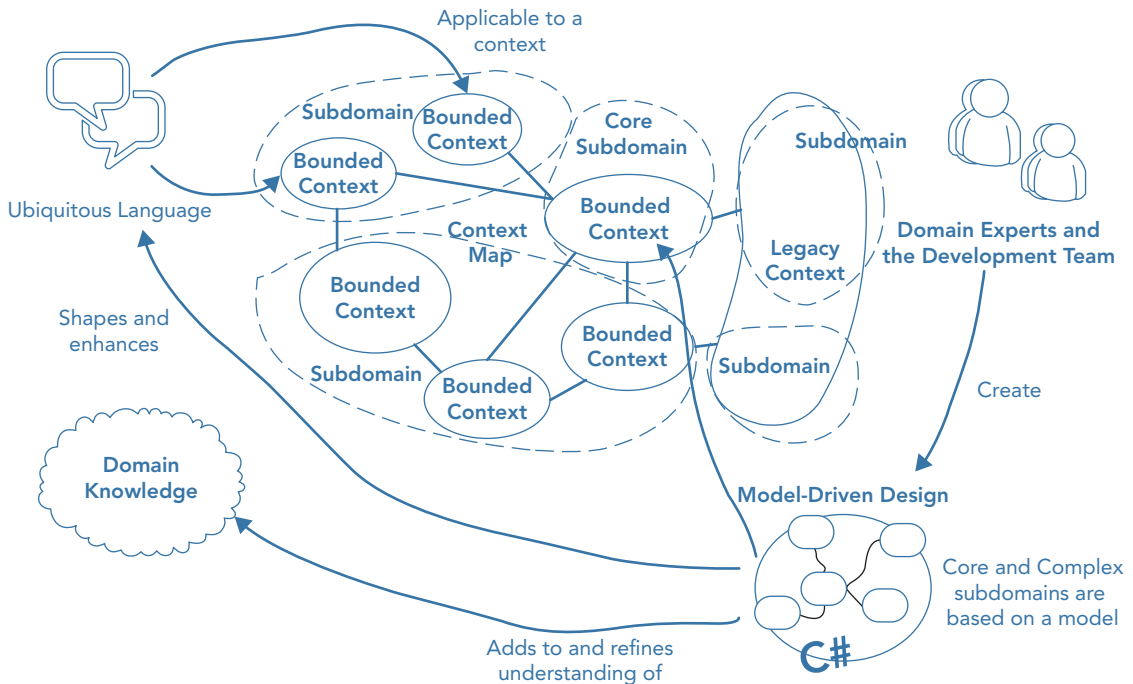 Applicable to a
context
Subdomain
Bounded
Context
Core
Subdomain
Subdomain
Bounded
Context
Ubiquitous Language
Bounded
Context
Context
Map
Legacy
Context
Domain Experts and
the Development Team
Bounded
Context
Shapes and
enhances
Bounded
Context
Subdomain
Subdomain
Bounded
Context
Create
Domain
Knowledge
Model-Driven Design
Core and Complex
subdomains are
based on a model
C#
Adds to and refines
understanding of